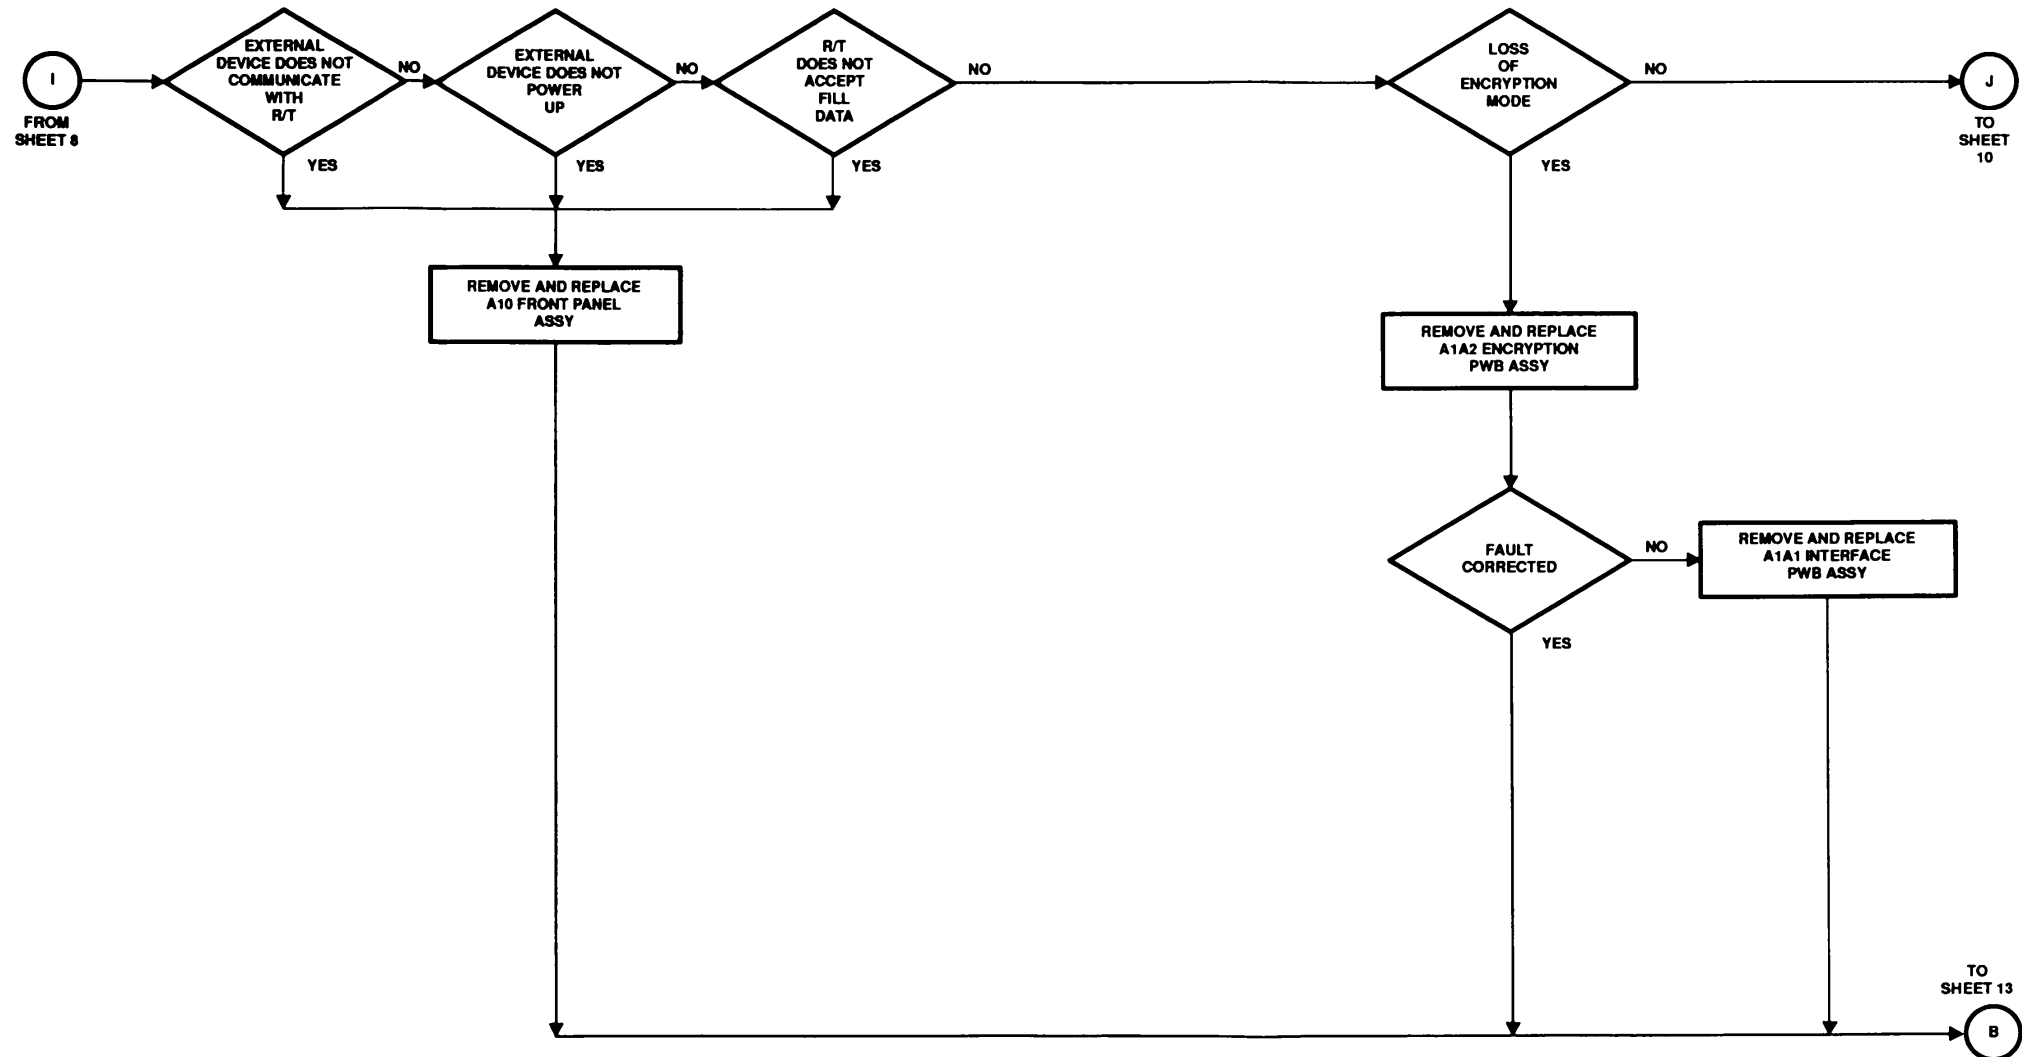 I
FROM
SHEET 8
EXTERNAL
DEVICE DOES NOT
COMMUNICATE
WITH
R/T
NO
YES
EXTERNAL
DEVICE DOES NOT
POWER
UP
NO
YES
R/T
DOES NOT
ACCEPT
FILL
DATA
NO
YES
LOSS
OF
ENCRYPTION
MODE
NO
YES
J
TO
SHEET
10
REMOVE AND REPLACE
A10 FRONT PANEL
ASSY
REMOVE AND REPLACE
A1A2 ENCRYPTION
PWB ASSY
FAULT
CORRECTED
NO
YES
REMOVE AND REPLACE
A1A1 INTERFACE
PWB ASSY
TO
SHEET 13
B